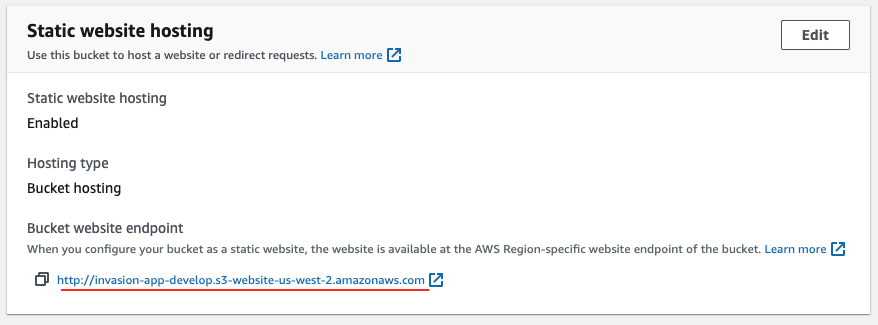 Static website hosting
Edit
Use this bucket to host a website or redirect requests. Learn more
Static website hosting
Enabled
Hosting type
Bucket hosting
Bucket website endpoint
When you configure your bucket as a static website, the website is available at the AWS Region-specific website endpoint of the bucket. Learn more
http://invasion-app-develop.s3-website-us-west-2.amazonaws.com